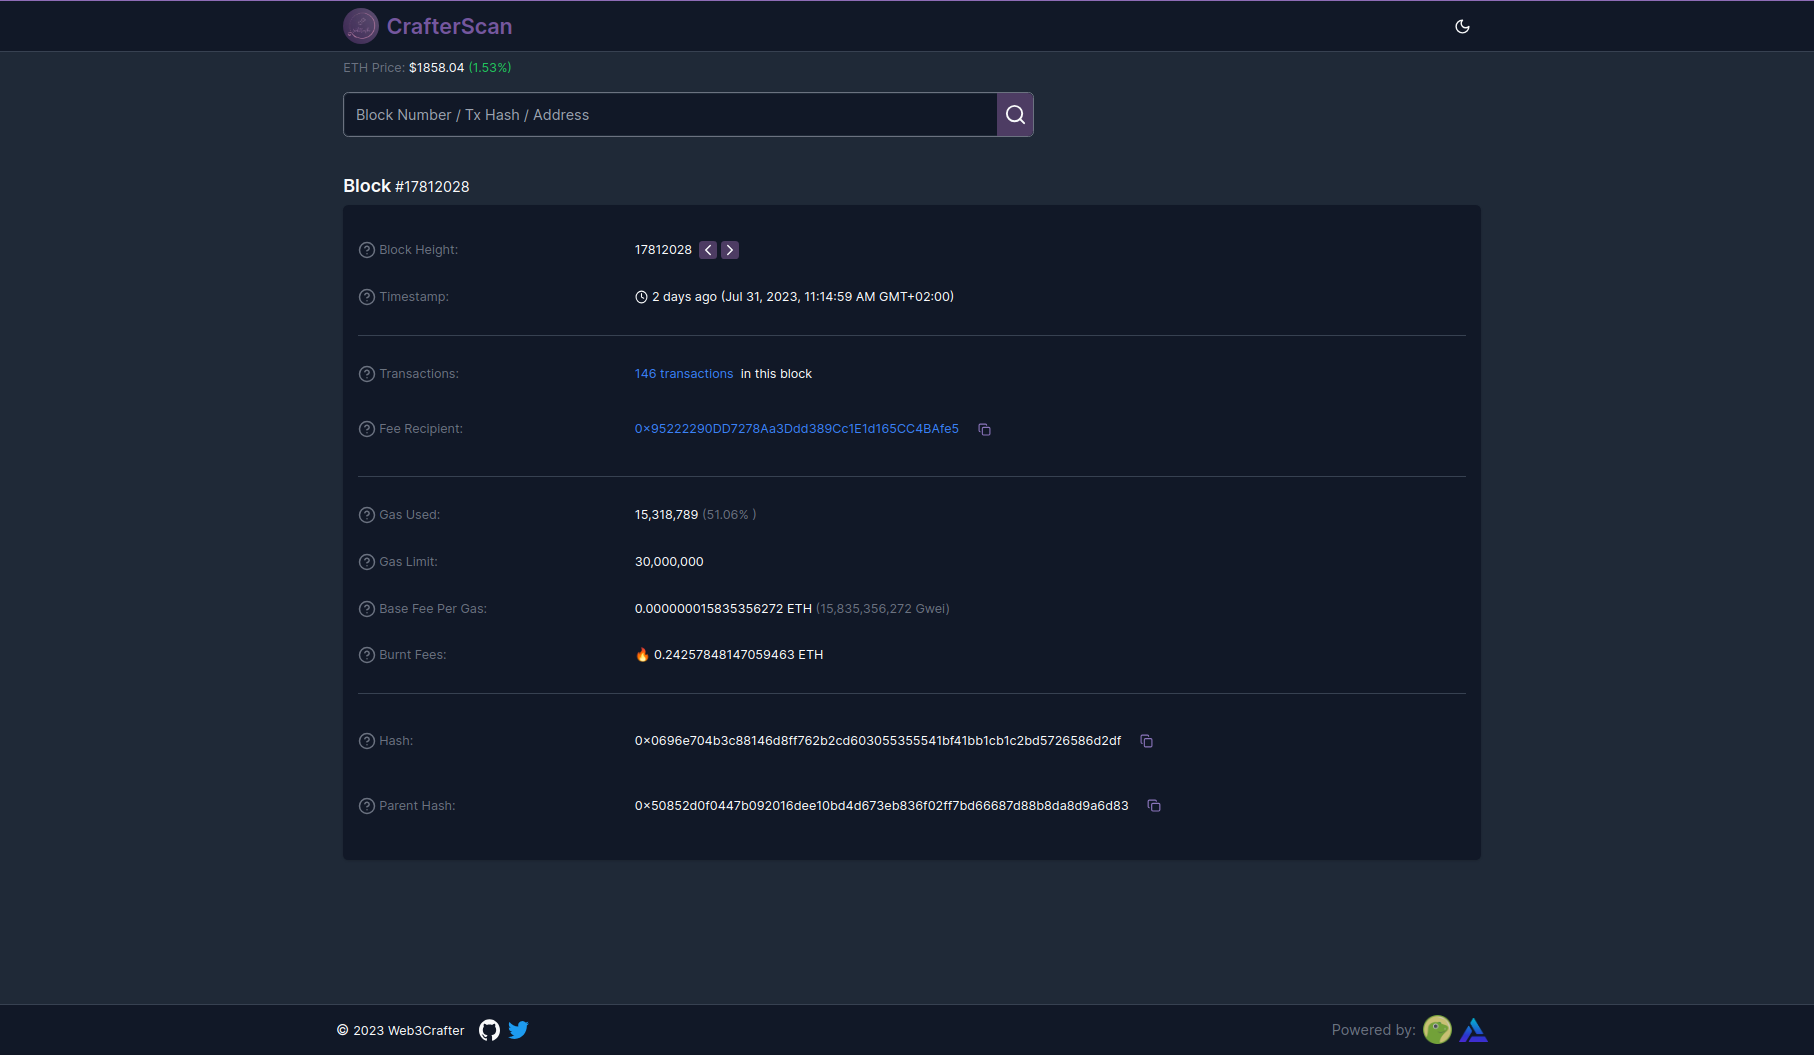 CrafterScan
ETH Price: $1858.04 (1.53%)
Block Number / Tx Hash / Address
Block #17812028
Block Height: 17812028
Timestamp: 2 days ago (Jul 31, 2023, 11:14:59 AM GMT+02:00)
Transactions: 146 transactions in this block
Fee Recipient: 0x95222290DD7278Aa3Ddd389Cc1E1d165CC4BAfe5
Gas Used: 15,318,789 (51.06% )
Gas Limit: 30,000,000
Base Fee Per Gas: 0.000000015835356272 ETH (15,835,356,272 Gwei)
Burnt Fees: 🔥 0.24257848147059463 ETH
Hash: 0x0696e704b3c88146d8ff762b2cd603055355541bf41bb1cb1c2bd5726586d2df
Parent Hash: 0x50852d0f0447b092016dee10bd4d673eb836f02ff7bd66687d88b8da8d9a6d83
© 2023 Web3Crafter
Powered by: